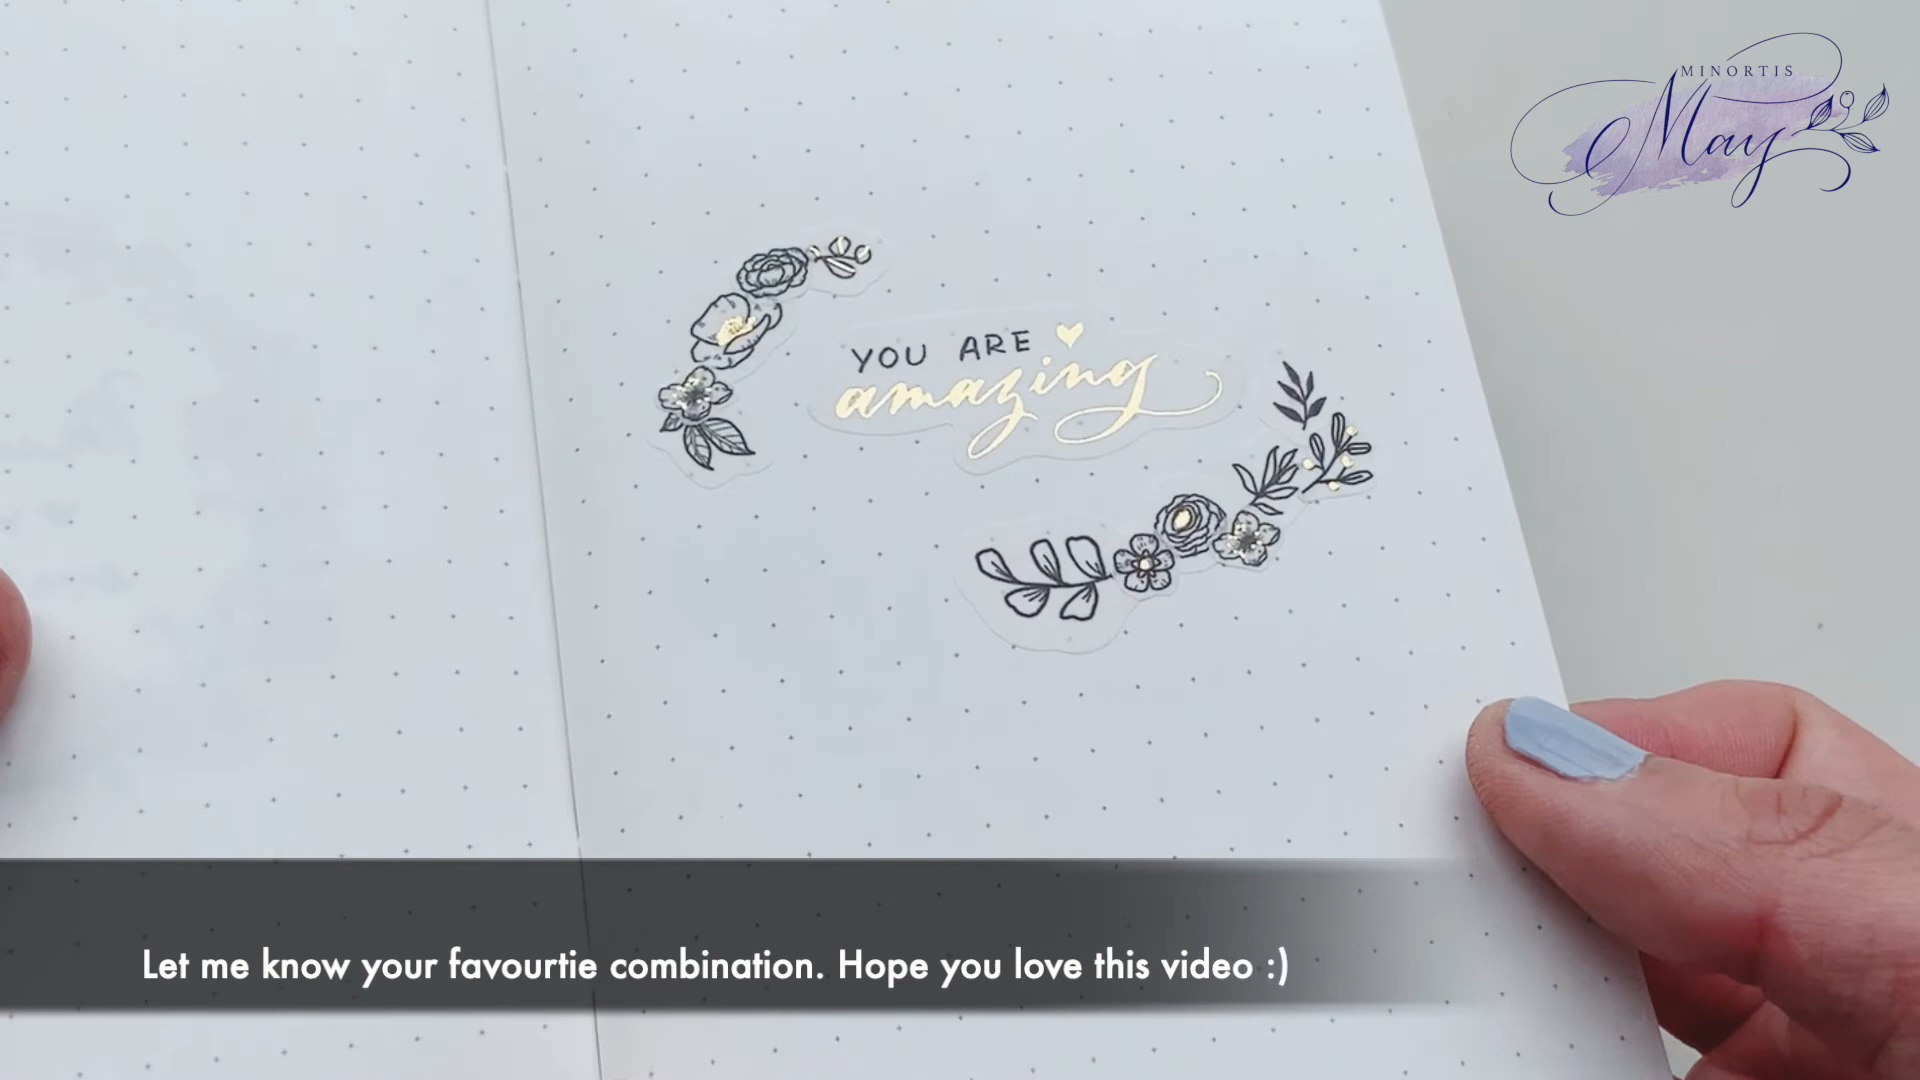 MINORTIS
May
YOU ARE
amazing
Let me know your favourtie combination. Hope you love this video :)